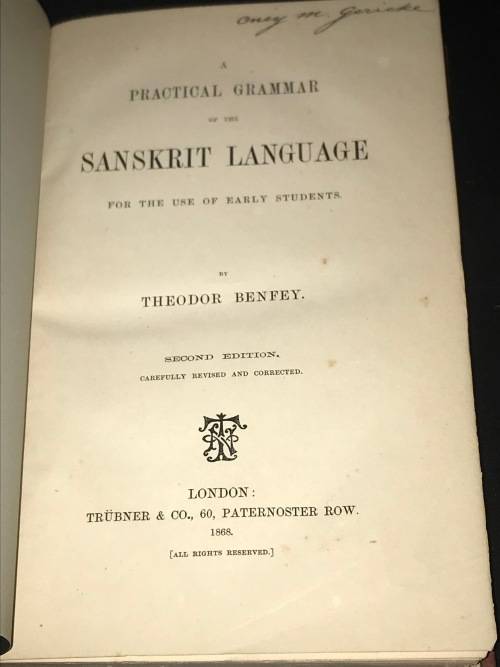 Oney M. Gericke
A
PRACTICAL GRAMMAR
OF THE
SANSKRIT LANGUAGE
FOR THE USE OF EARLY STUDENTS.
BY
THEODOR BENFEY.
SECOND EDITION,
CAREFULLY REVISED AND CORRECTED.
LONDON:
TRÜBNER & CO., 60, PATERNOSTER ROW.
1868.
[ALL RIGHTS RESERVED.]